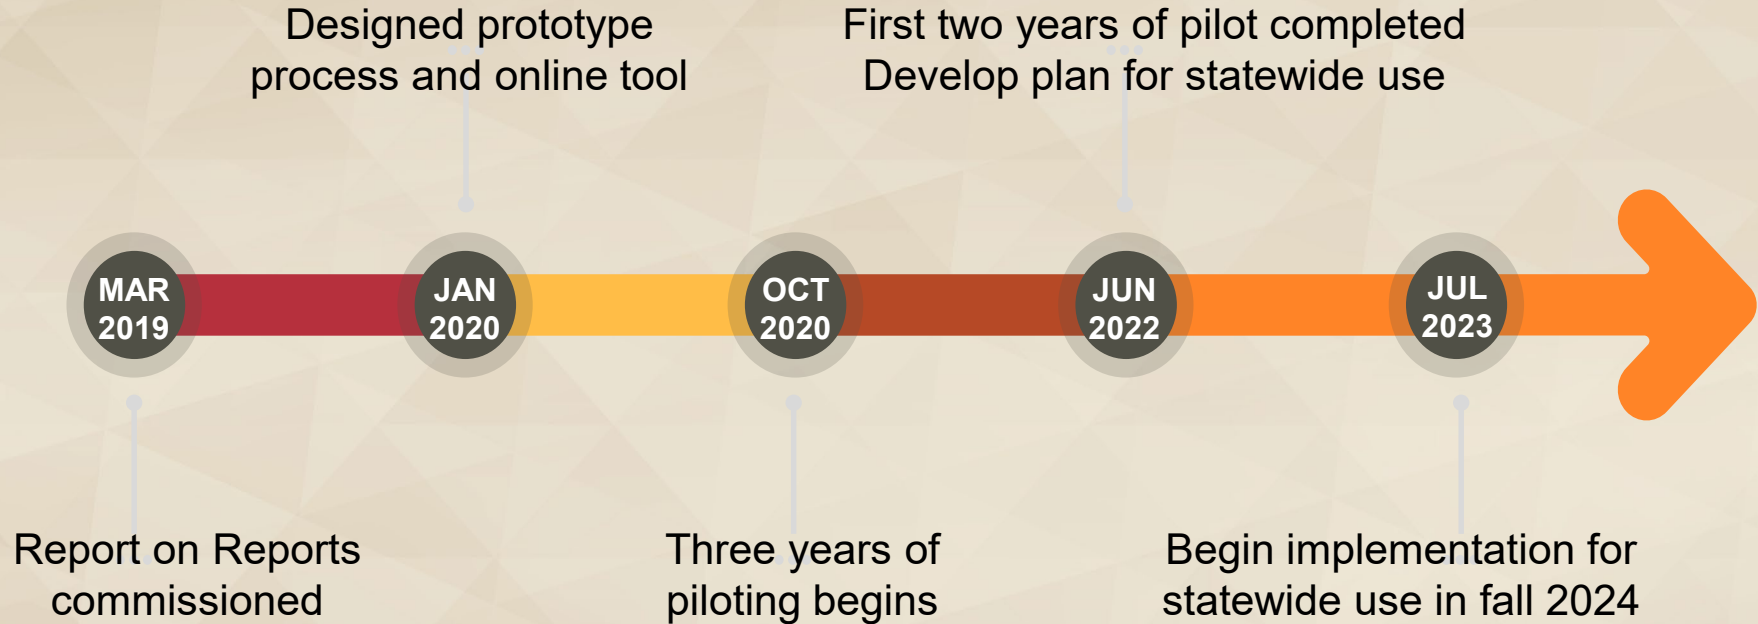 Designed prototype
process and online tool
First two years of pilot completed
Develop plan for statewide use
MAR
2019
JAN
2020
OCT
2020
JUN
2022
JUL
2023
Report on Reports
commissioned
Three years of
piloting begins
Begin implementation for
statewide use in fall 2024